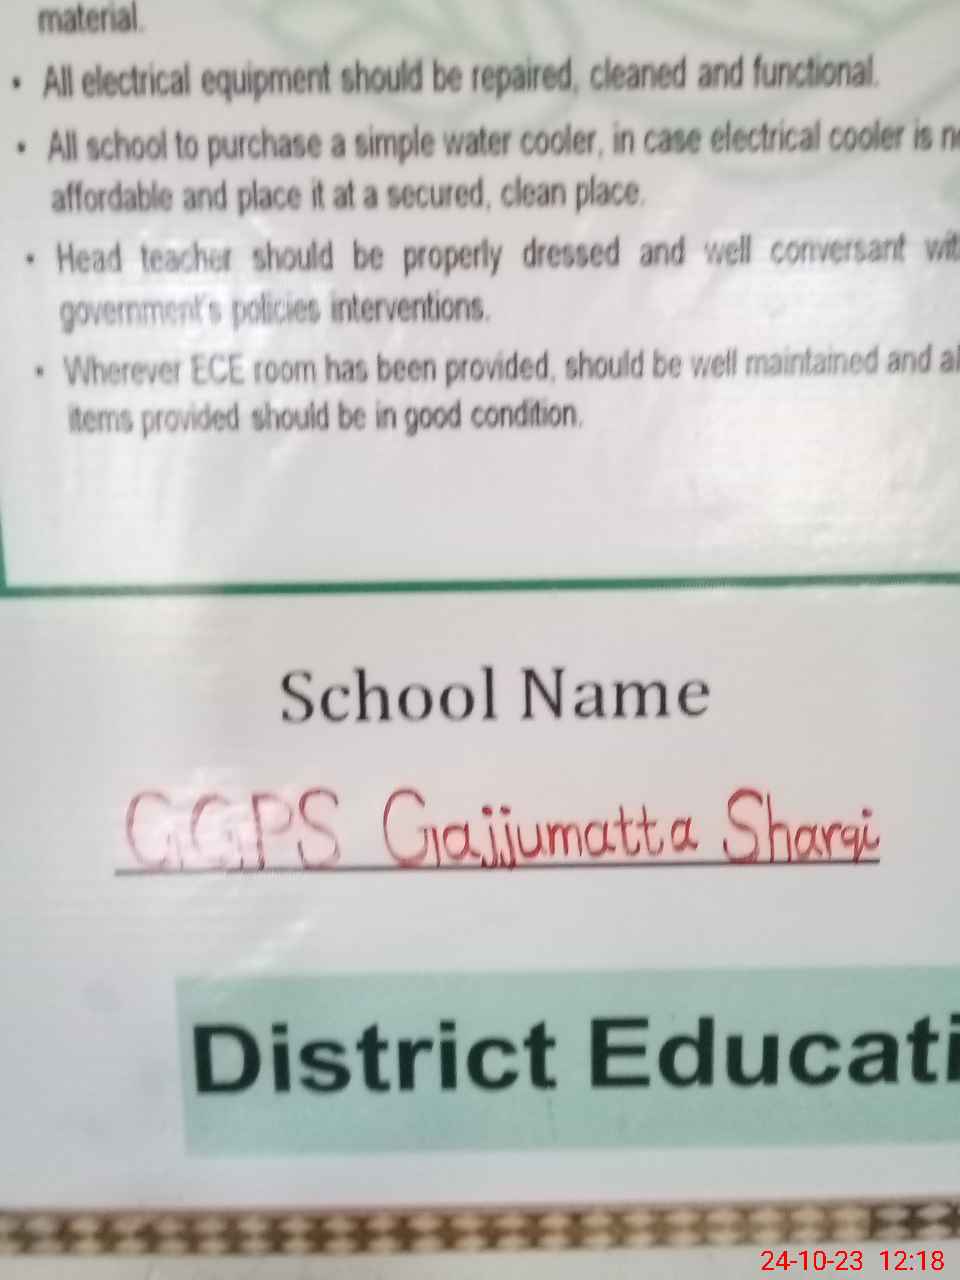 material.
• All electrical equipment should be repaired, cleaned and functional.
• All school to purchase a simple water cooler, in case electrical cooler is
affordable and place it at a secured, clean place.
• Head teacher should be properly dressed and well conversant
government's policies interventions.
• Wherever ECE room has been provided, should be well maintained and
items provided should be in good condition.
School Name
GGPS Gajjumatta Sharqi
District Educati
24-10-23 12:18